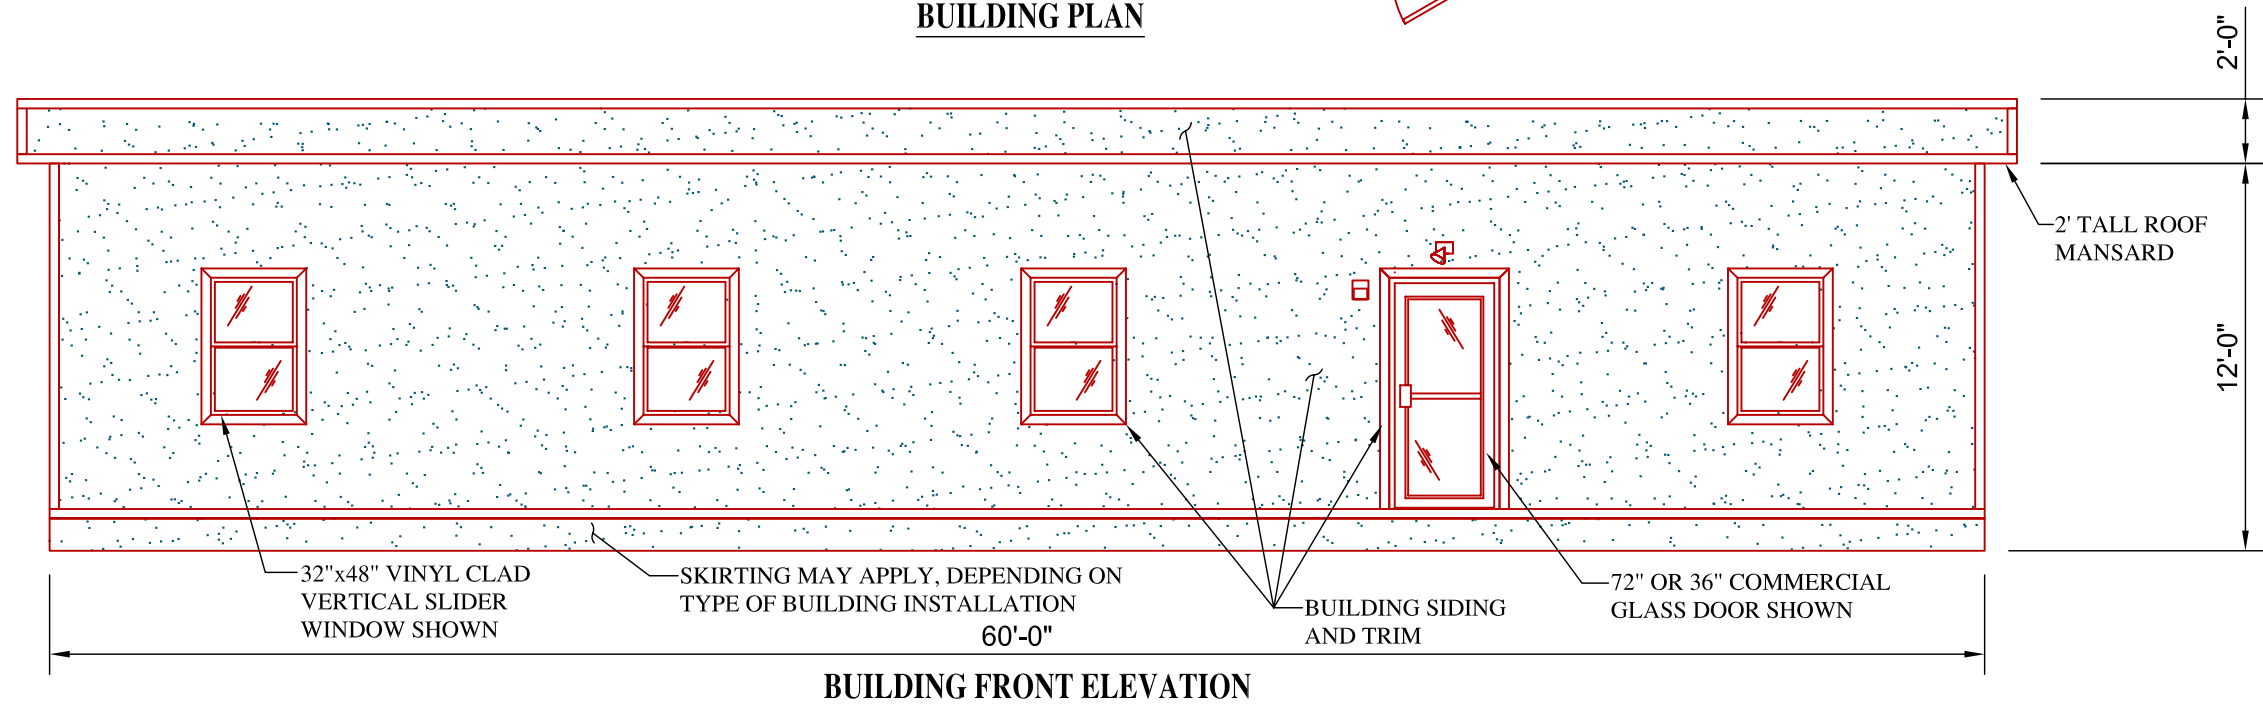 BUILDING PLAN
2'-0"
2' TALL ROOF
MANSARD
12'-0"
32"x48" VINYL CLAD
VERTICAL SLIDER
WINDOW SHOWN
SKIRTING MAY APPLY, DEPENDING ON
TYPE OF BUILDING INSTALLATION
BUILDING SIDING
AND TRIM
72" OR 36" COMMERCIAL
GLASS DOOR SHOWN
60'-0"
BUILDING FRONT ELEVATION